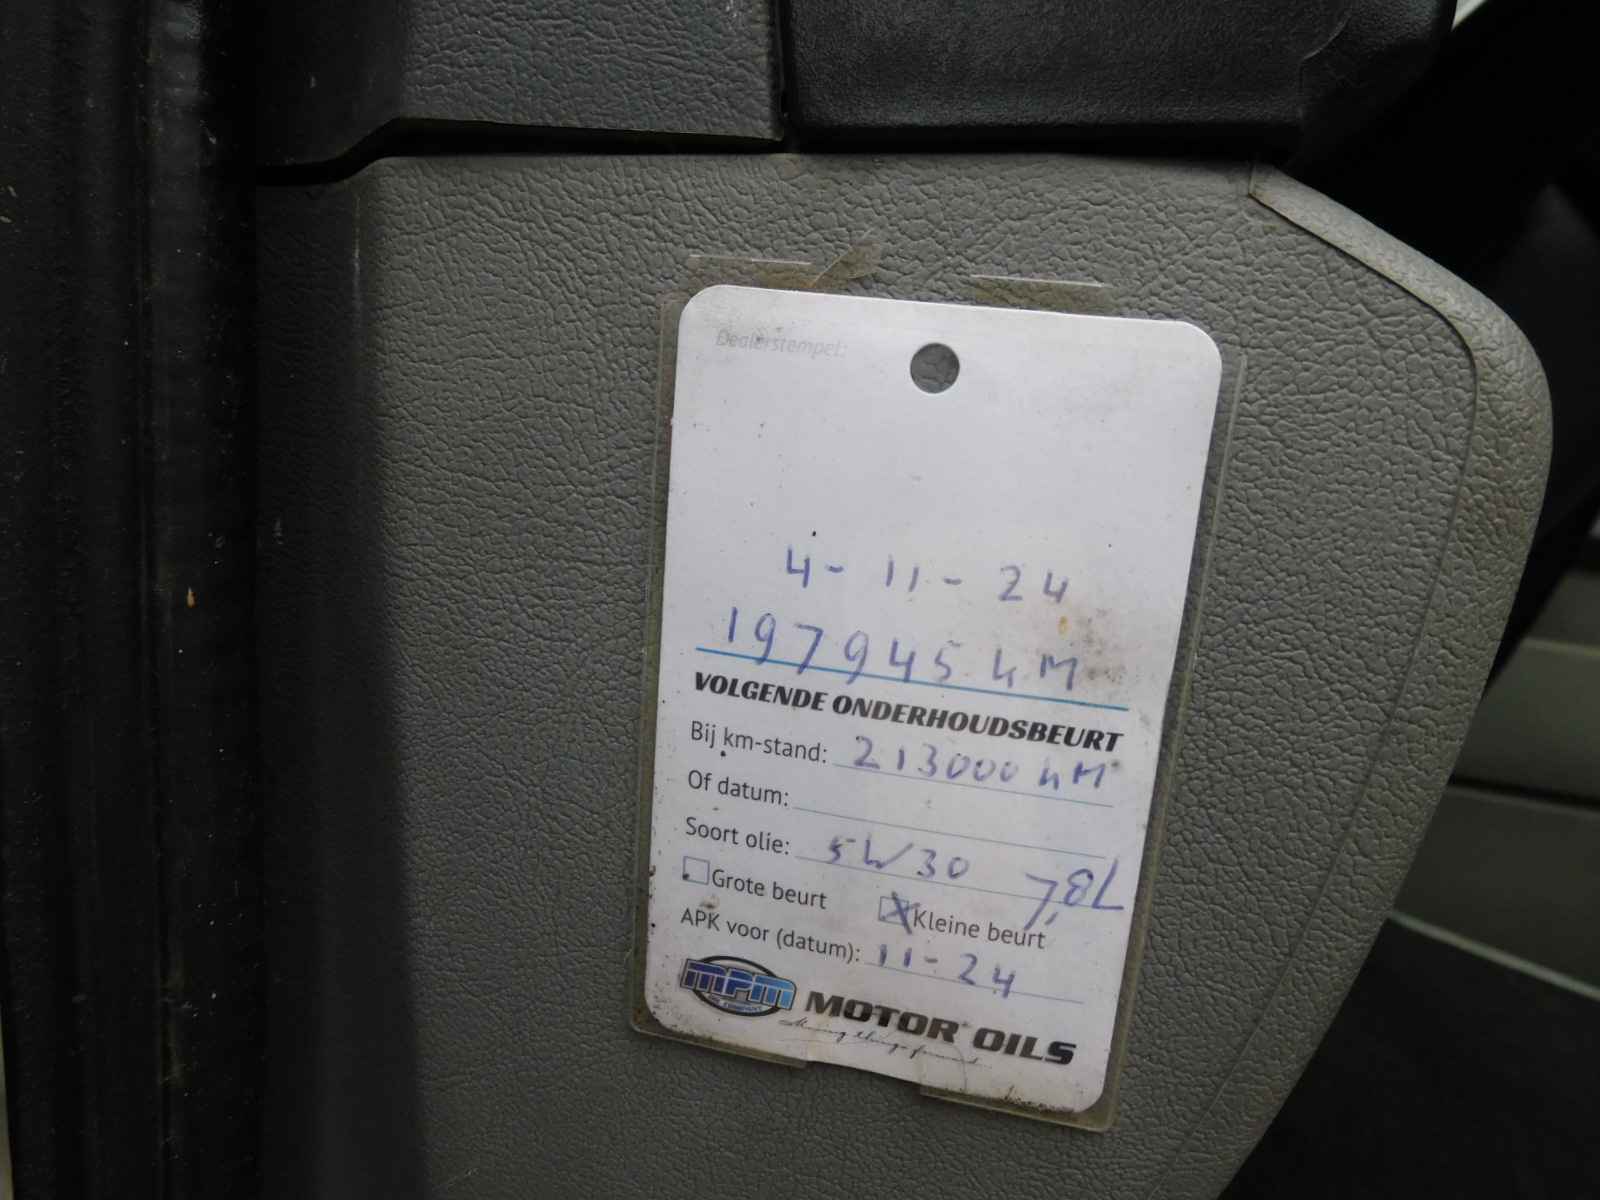 Dealerstempel:
4-11-24
197945 kM
VOLGENDE ONDERHOUDSBEURT
Bij km-stand: 213000 kM
Of datum:
Soort olie: 5W30 7,8L
Grote beurt Kleine beurt
APK voor (datum): 11-24
MPM MOTOR OILS